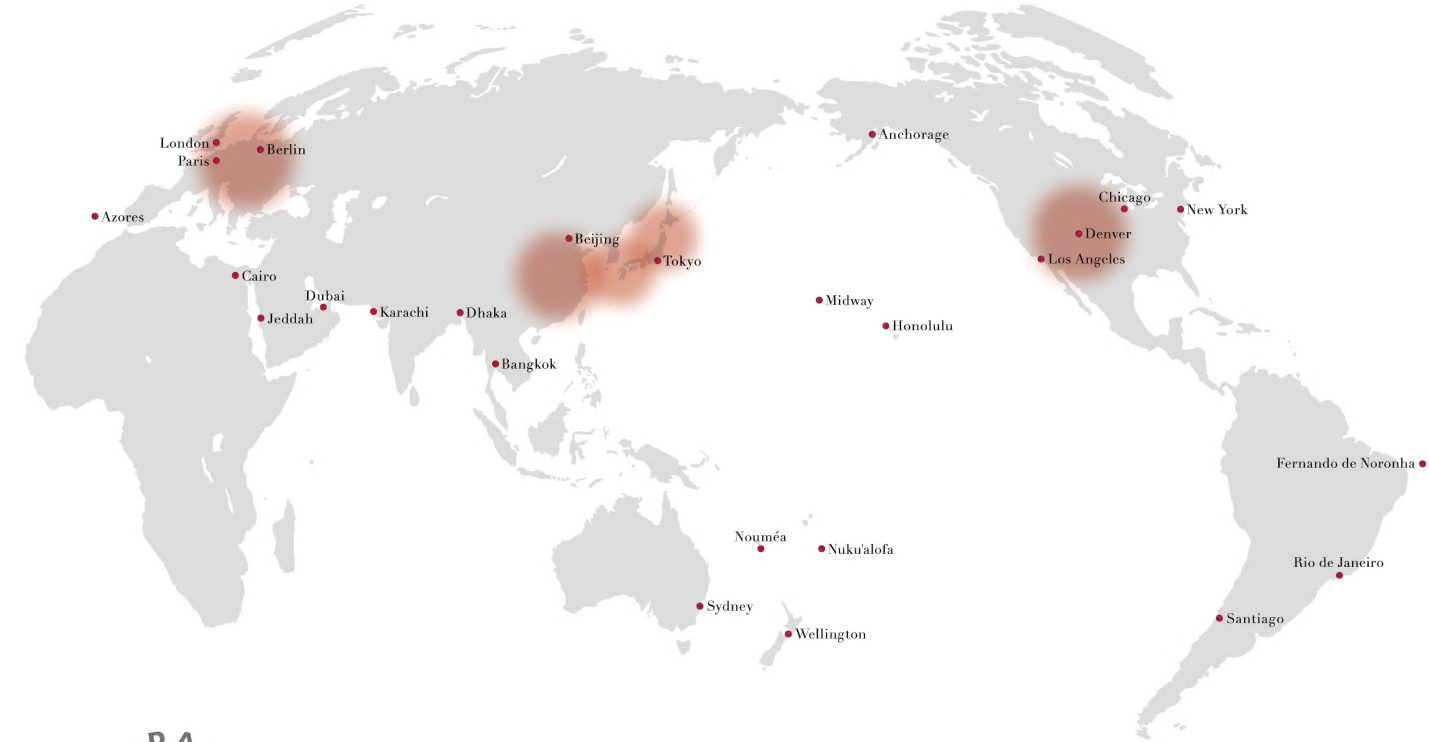 Anchorage
London
Berlin
Paris
Chicago
New York
Azores
Denver
Beijing
Tokyo
Los Angeles
Cairo
Dubai
Midway
Karachi
Dhaka
Jeddah
Honolulu
Bangkok
Fernando de Noronha
Nouméa
Nuku'alofa
Rio de Janeiro
Sydney
Santiago
Wellington